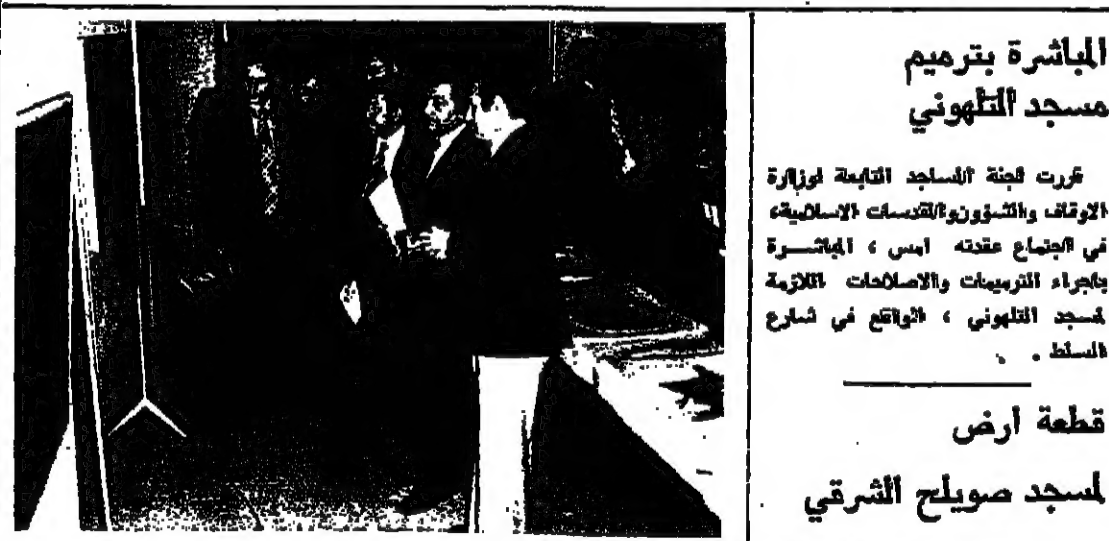 المباشرة بترميم
مسجد التلهوني
قررت لجنة المساجد التابعة لوزارة
الاوقاف والشؤون والمقدسات الاسلامية،
في اجتماع عقدته امس ، المباشرة
باجراء الترميمات والاصلاحات اللازمة
لمسجد التلهوني ، الواقع في شارع
السلط .
قطعة ارض
لمسجد صويلح الشرقي